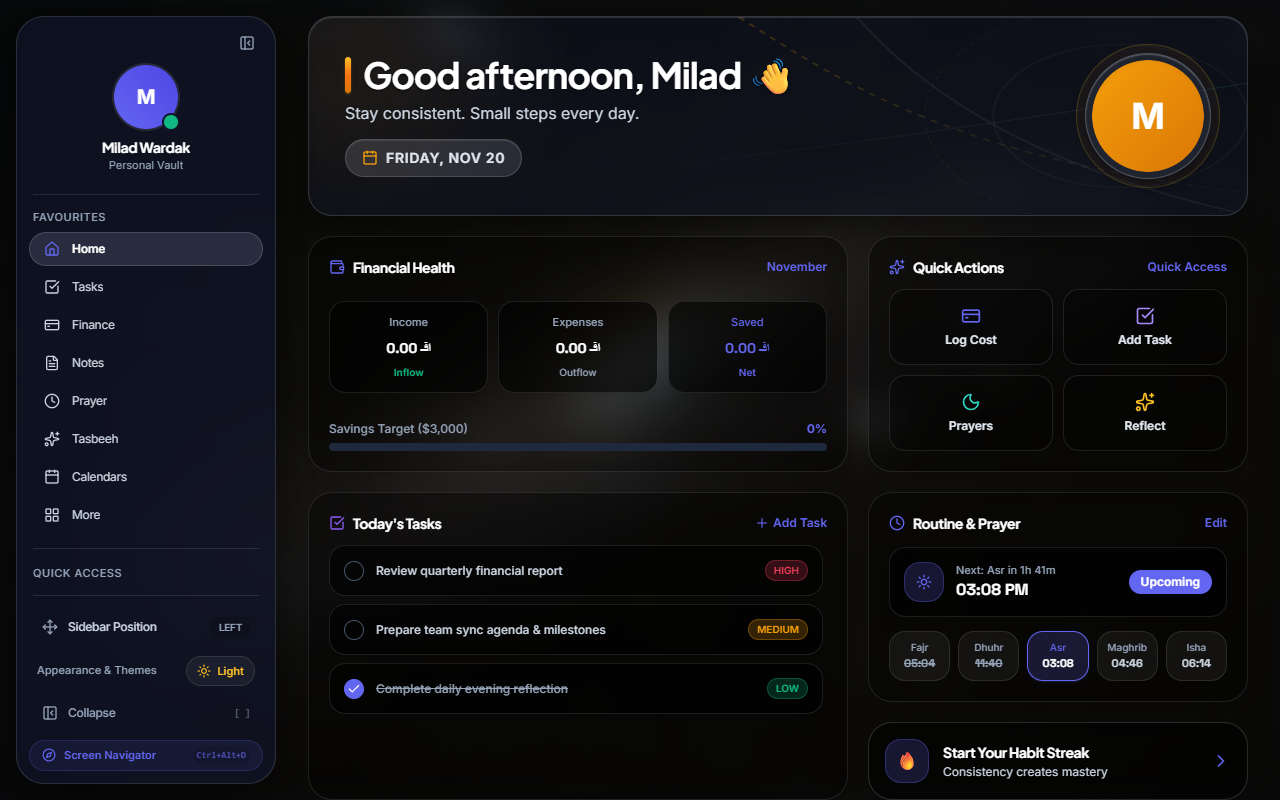 M
Milad Wardak
Personal Vault
FAVOURITES
Home
Tasks
Finance
Notes
Prayer
Tasbeeh
Calendars
More
QUICK ACCESS
Sidebar Position LEFT
Appearance & Themes Light
Collapse [ ]
Screen Navigator Ctrl+Alt+D
Good afternoon, Milad 👋
Stay consistent. Small steps every day.
FRIDAY, NOV 20
M
Financial Health November
Income
0.00 افـ
Inflow
Expenses
0.00 افـ
Outflow
Saved
0.00 افـ
Net
Savings Target ($3,000) 0%
Quick Actions Quick Access
Log Cost
Add Task
Prayers
Reflect
Today's Tasks + Add Task
Review quarterly financial report HIGH
Prepare team sync agenda & milestones MEDIUM
Complete daily evening reflection LOW
Routine & Prayer Edit
Next: Asr in 1h 41m
03:08 PM
Upcoming
Fajr
05:04
Dhuhr
11:40
Asr
03:08
Maghrib
04:46
Isha
06:14
Start Your Habit Streak
Consistency creates mastery